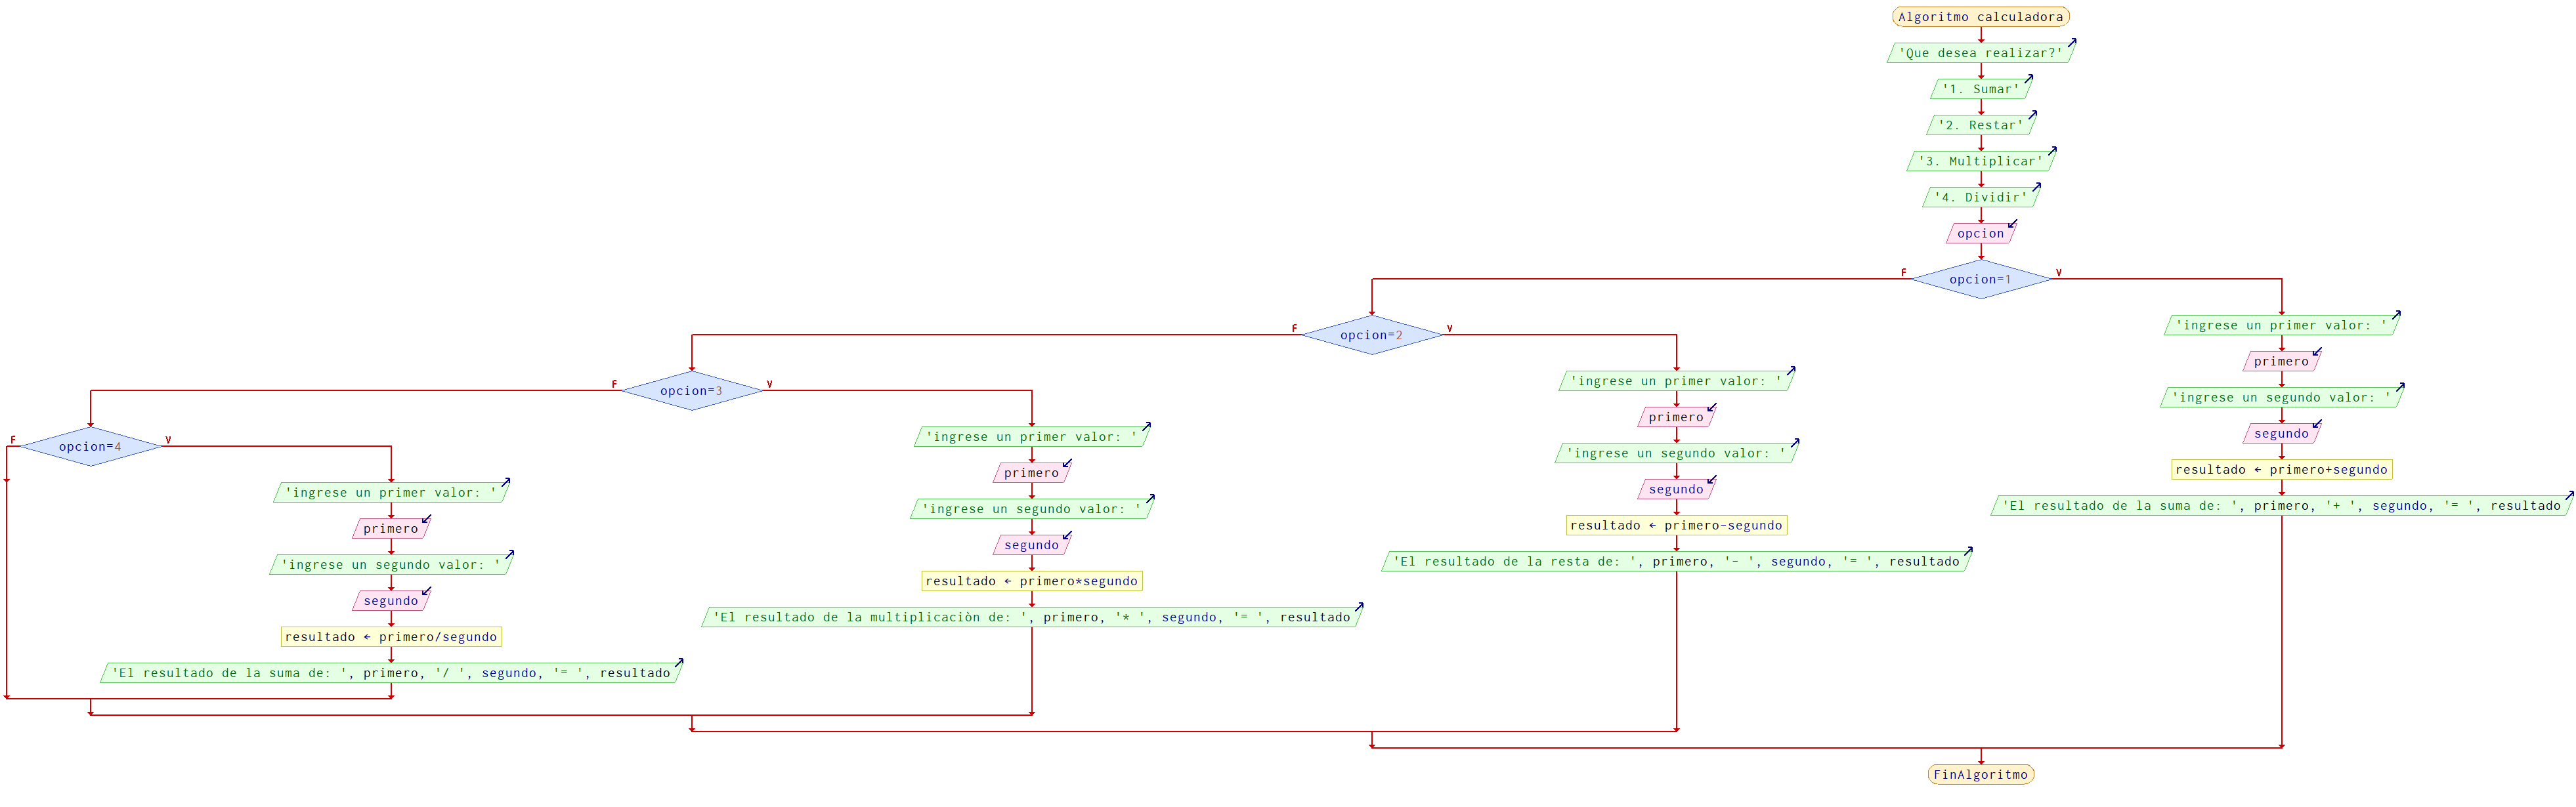 Algoritmo calculadora
'Que desea realizar?'
'1. Sumar'
'2. Restar'
'3. Multiplicar'
'4. Dividir'
opcion
opcion=1
F
V
'ingrese un primer valor: '
primero
'ingrese un segundo valor: '
segundo
resultado ← primero+segundo
'El resultado de la suma de: ', primero, '+ ', segundo, '= ', resultado
opcion=2
F
V
'ingrese un primer valor: '
primero
'ingrese un segundo valor: '
segundo
resultado ← primero-segundo
'El resultado de la resta de: ', primero, '- ', segundo, '= ', resultado
opcion=3
F
V
'ingrese un primer valor: '
primero
'ingrese un segundo valor: '
segundo
resultado ← primero*segundo
'El resultado de la multiplicaciòn de: ', primero, '* ', segundo, '= ', resultado
opcion=4
F
V
'ingrese un primer valor: '
primero
'ingrese un segundo valor: '
segundo
resultado ← primero/segundo
'El resultado de la suma de: ', primero, '/ ', segundo, '= ', resultado
FinAlgoritmo